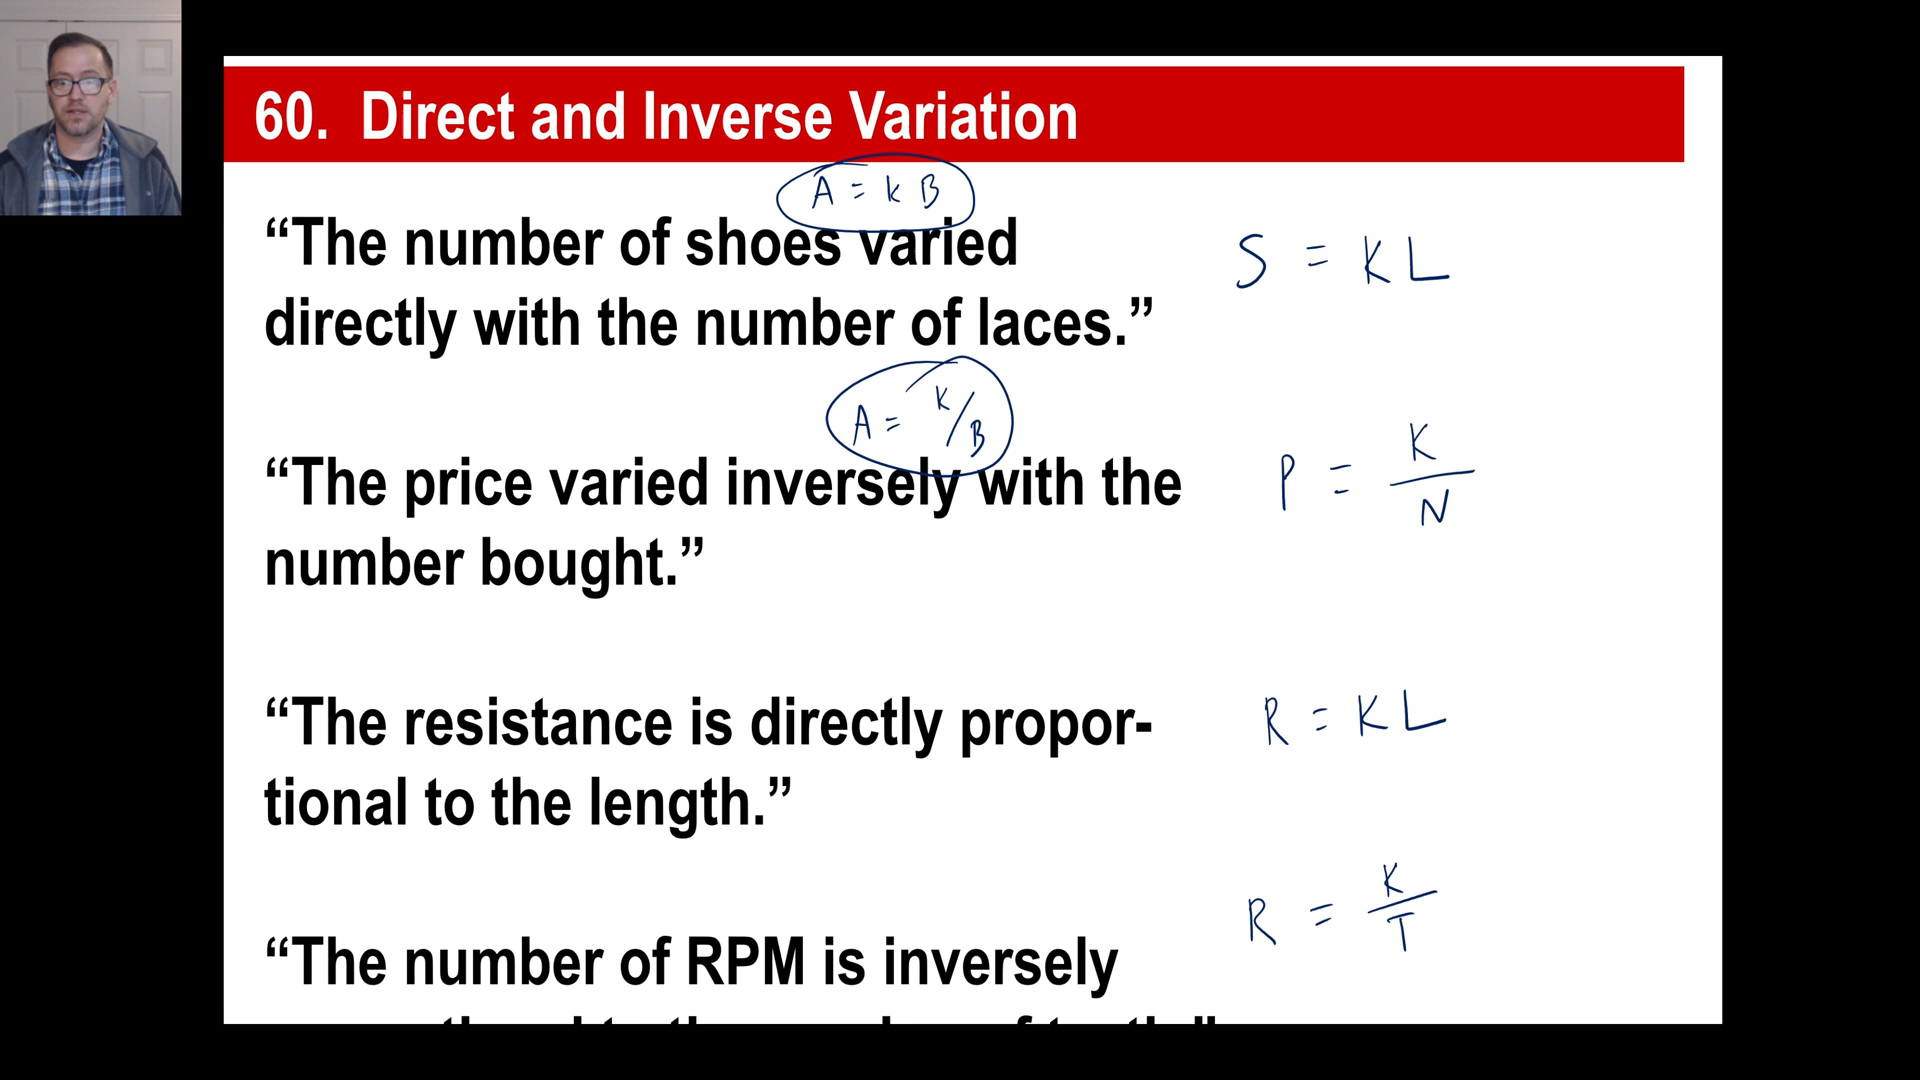 60. Direct and Inverse Variation
A = k B
“The number of shoes varied
directly with the number of laces.”
S = K L
A = K/B
“The price varied inversely with the
number bought.”
P = K/N
“The resistance is directly propor-
tional to the length.”
R = K L
“The number of RPM is inversely
R = K/T